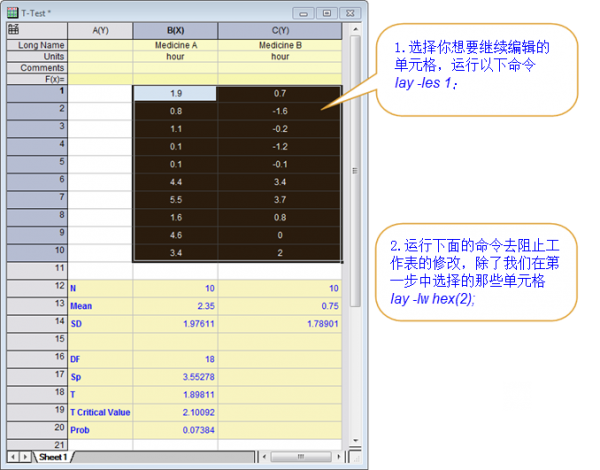 T-Test *
A(Y) B(X) C(Y)
Long Name Medicine A Medicine B
Units hour hour
Comments
F(x)=
1 1.9 0.7
2 0.8 -1.6
3 1.1 -0.2
4 0.1 -1.2
5 0.1 -0.1
6 4.4 3.4
7 5.5 3.7
8 1.6 0.8
9 4.6 0
10 3.4 2
11
12 N 10 10
13 Mean 2.35 0.75
14 SD 1.97611 1.78901
15
16 DF 18
17 Sp 3.55278
18 T 1.89811
19 T Critical Value 2.10092
20 Prob 0.07384
21
Sheet1
1.选择你想要继续编辑的
单元格，运行以下命令
lay -les 1；
2.运行下面的命令去阻止工
作表的修改，除了我们在第
一步中选择的那些单元格
lay -lw hex(2);